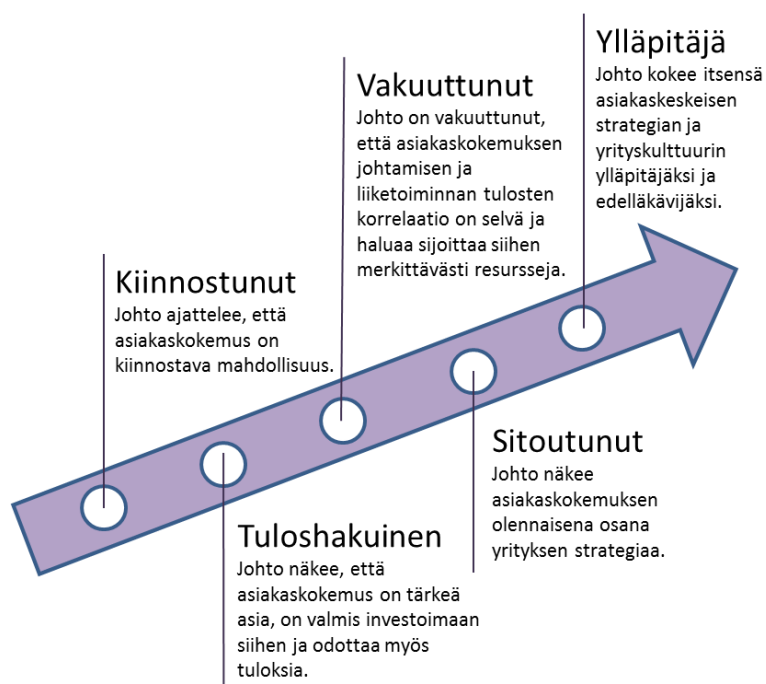 Kiinnostunut
Johto ajattelee, että
asiakaskokemus on
kiinnostava mahdollisuus.
Tuloshakuinen
Johto näkee, että
asiakaskokemus on tärkeä
asia, on valmis investoimaan
siihen ja odottaa myös
tuloksia.
Vakuuttunut
Johto on vakuuttunut,
että asiakaskokemuksen
johtamisen ja
liiketoiminnan tulosten
korrelaatio on selvä ja
haluaa sijoittaa siihen
merkittävästi resursseja.
Sitoutunut
Johto näkee
asiakaskokemuksen
olennaisena osana
yrityksen strategiaa.
Ylläpitäjä
Johto kokee itsensä
asiakaskeskeisen
strategian ja
yrityskulttuurin
ylläpitäjäksi ja
edelläkävijäksi.